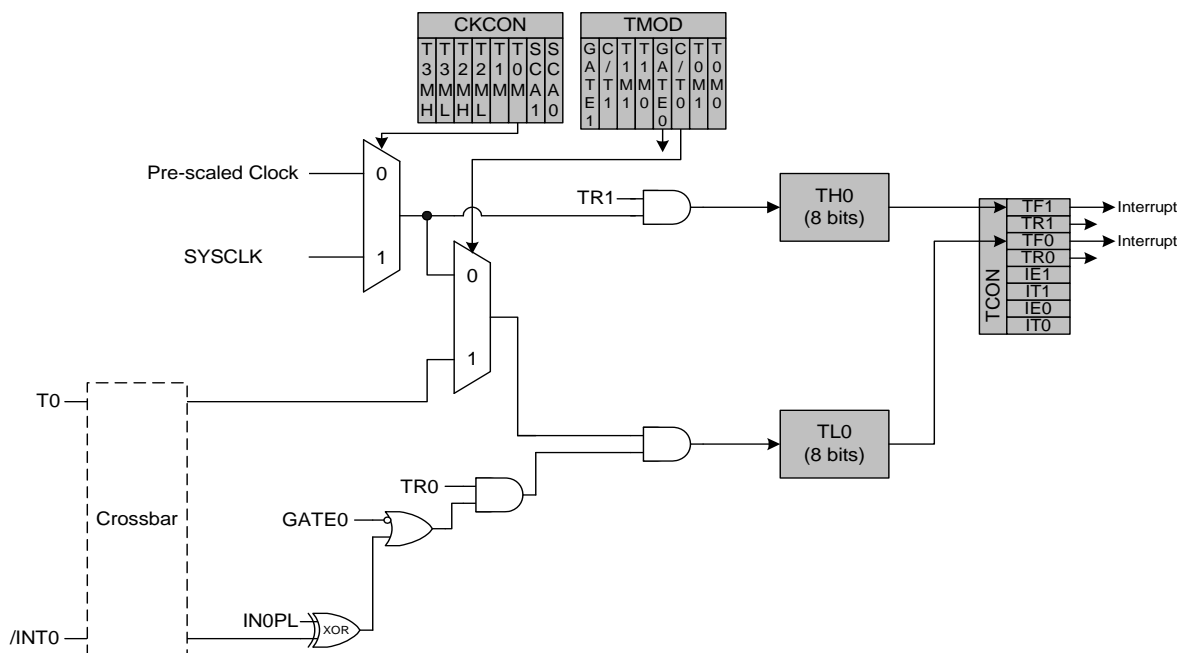 CKCON
T3MH T3ML T2MH T2ML T1M T0M SCA1 SCA0
TMOD
GATE1 C/T1 T1M1 T1M0 GATE0 C/T0 T0M1 T0M0
Pre-scaled Clock
0
SYSCLK
1
TR1
TH0
(8 bits)
TF1
Interrupt
TR1
TF0
Interrupt
TR0
IE1
IT1
IE0
IT0
TCON
0
1
T0
TL0
(8 bits)
TR0
Crossbar
GATE0
IN0PL
XOR
/INT0